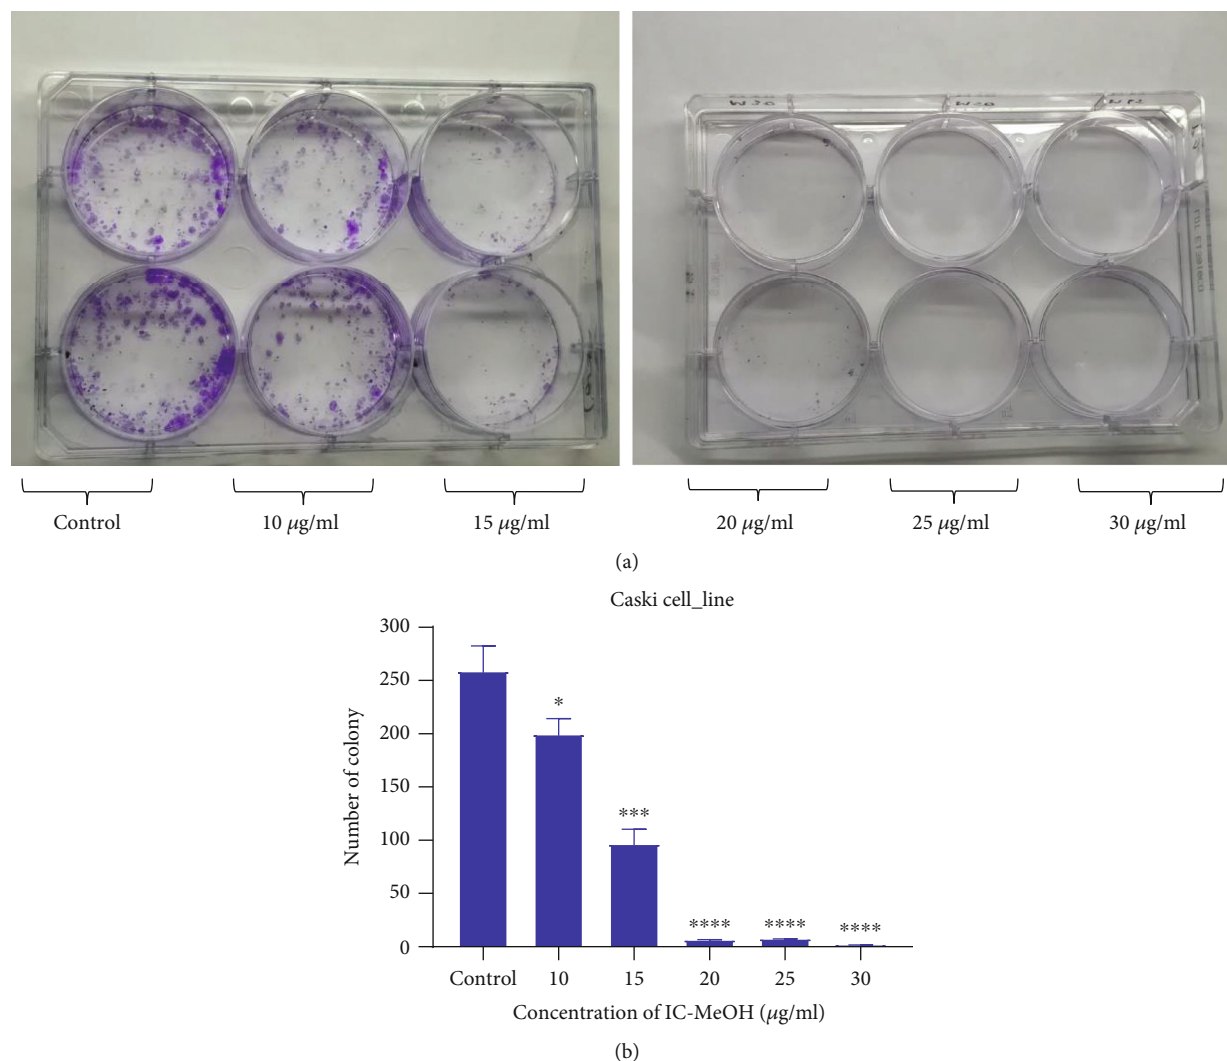 Control
10 μg/ml
15 μg/ml
20 μg/ml
25 μg/ml
30 μg/ml
(a)
Caski cell_line
Number of colony
300
250
200
150
100
50
0
*
***
****
****
****
Control
10
15
20
25
30
Concentration of IC-MeOH (μg/ml)
(b)